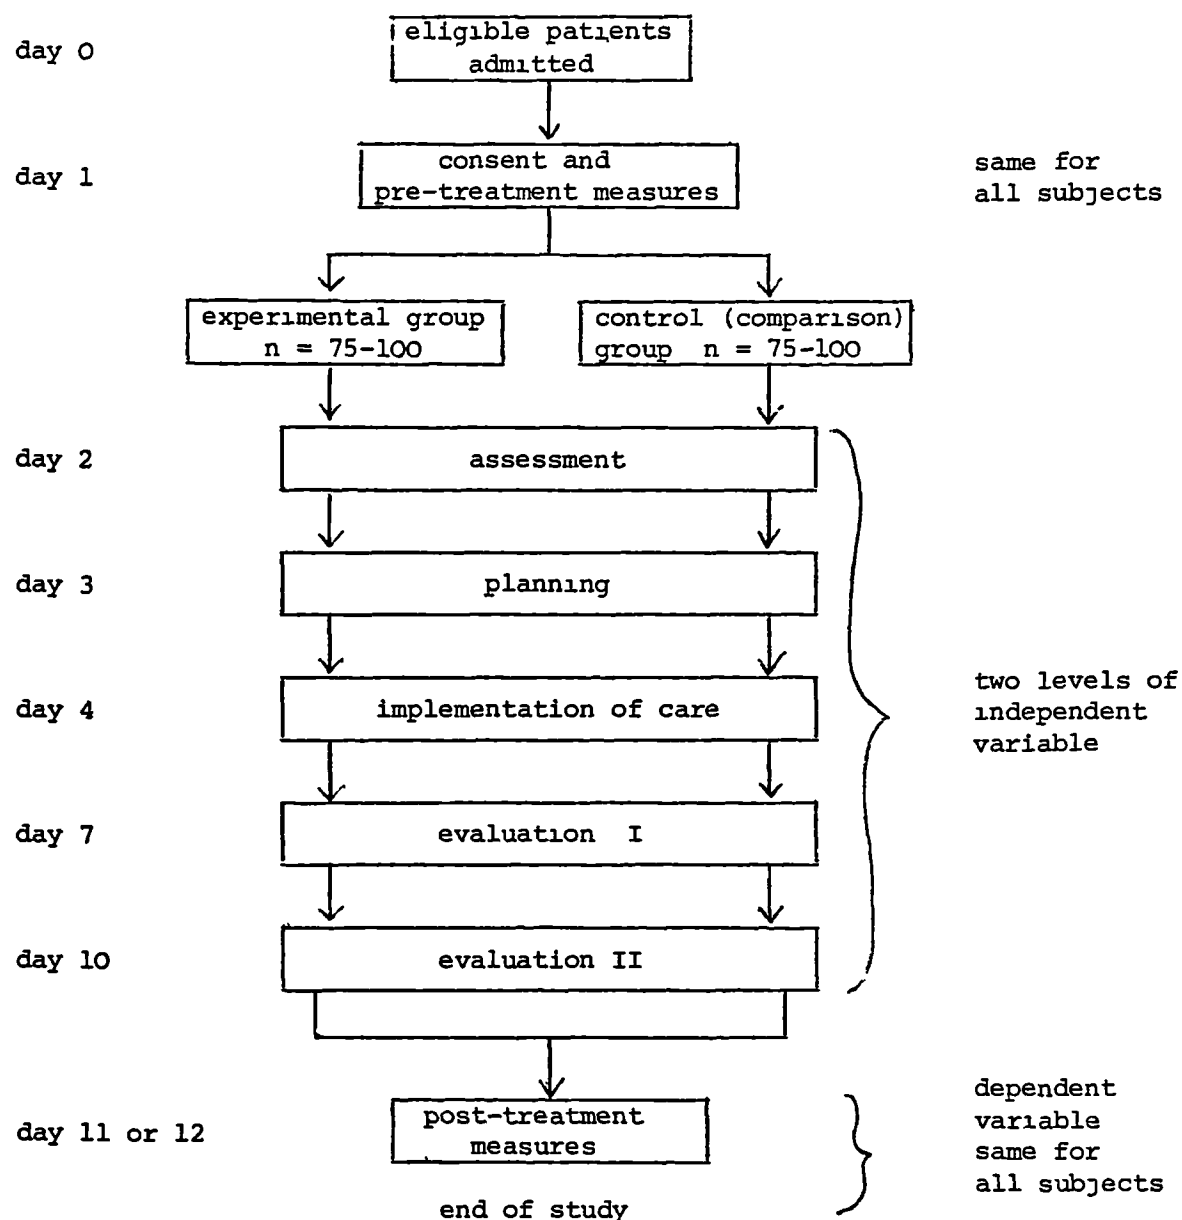 day 0
eligible patients
admitted
day 1
consent and
pre-treatment measures
same for
all subjects
experimental group
n = 75-100
control (comparison)
group n = 75-100
day 2
assessment
day 3
planning
day 4
implementation of care
two levels of
independent
variable
day 7
evaluation I
day 10
evaluation II
day 11 or 12
post-treatment
measures
dependent
variable
same for
all subjects
end of study